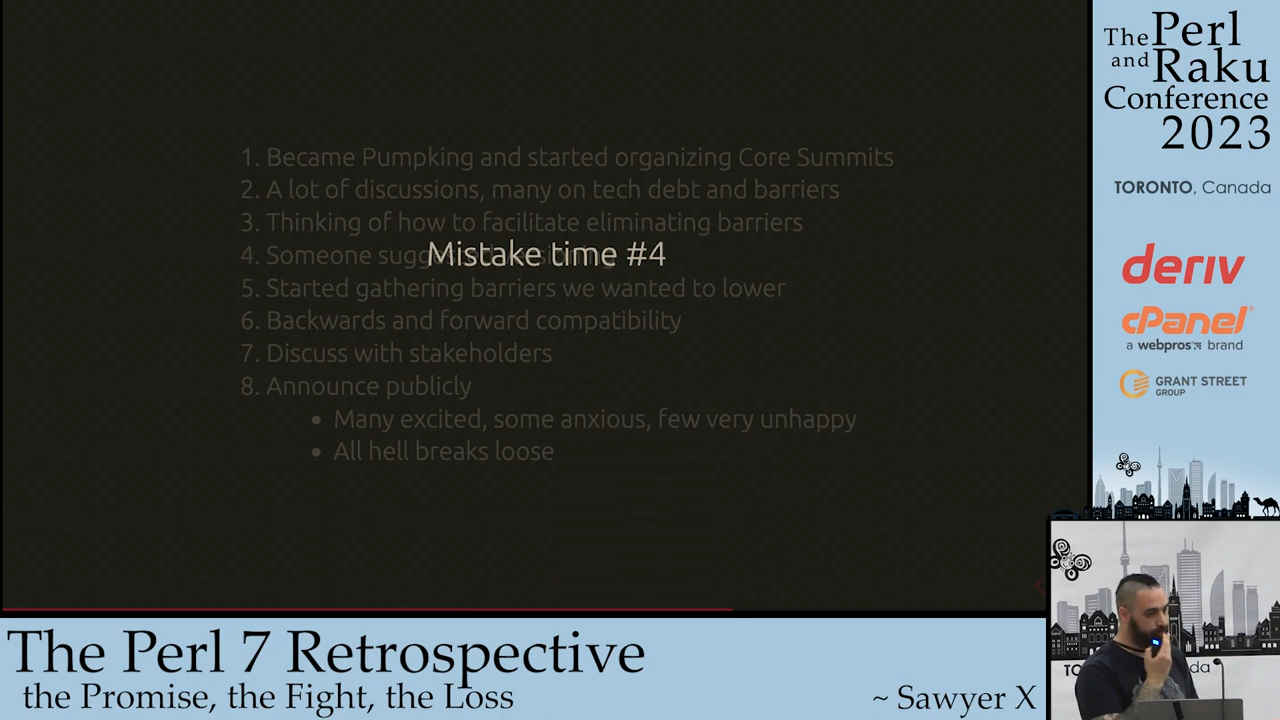 1. Became Pumpking and started organizing Core Summits
2. A lot of discussions, many on tech debt and barriers
3. Thinking of how to facilitate eliminating barriers
4. Someone
Mistake time #4
5. Started gathering barriers we wanted to lower
6. Backwards and forward compatibility
7. Discuss with stakeholders
8. Announce publicly
• Many excited, some anxious, few very unhappy
• All hell breaks loose
The Perl
and Raku
Conference
2023
TORONTO, Canada
deriv
cPanel®
a webpros brand
GRANT STREET
GROUP
The Perl 7 Retrospective
the Promise, the Fight, the Loss
~ Sawyer X